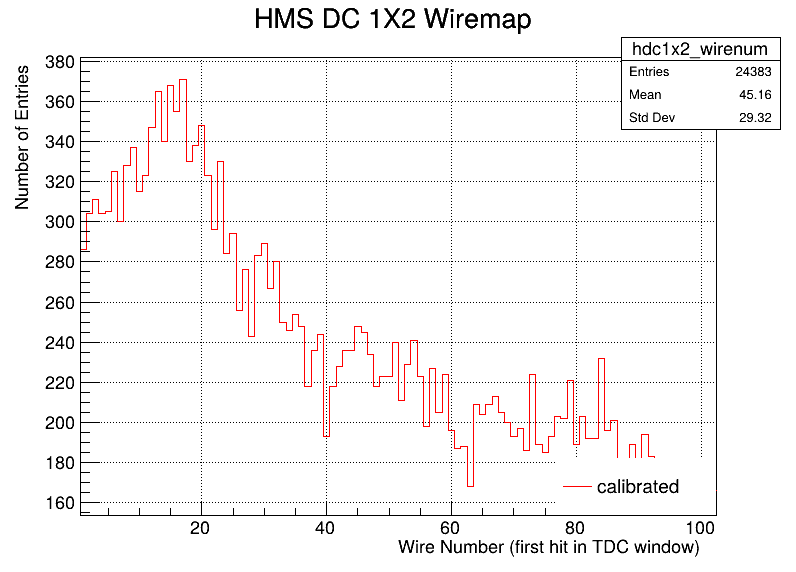 HMS DC 1X2 Wiremap
hdc1x2_wirenum
Entries 24383
Mean 45.16
Std Dev 29.32
Number of Entries
380
360
340
320
300
280
260
240
220
200
180
160
calibrated
20 40 60 80 100
Wire Number (first hit in TDC window)